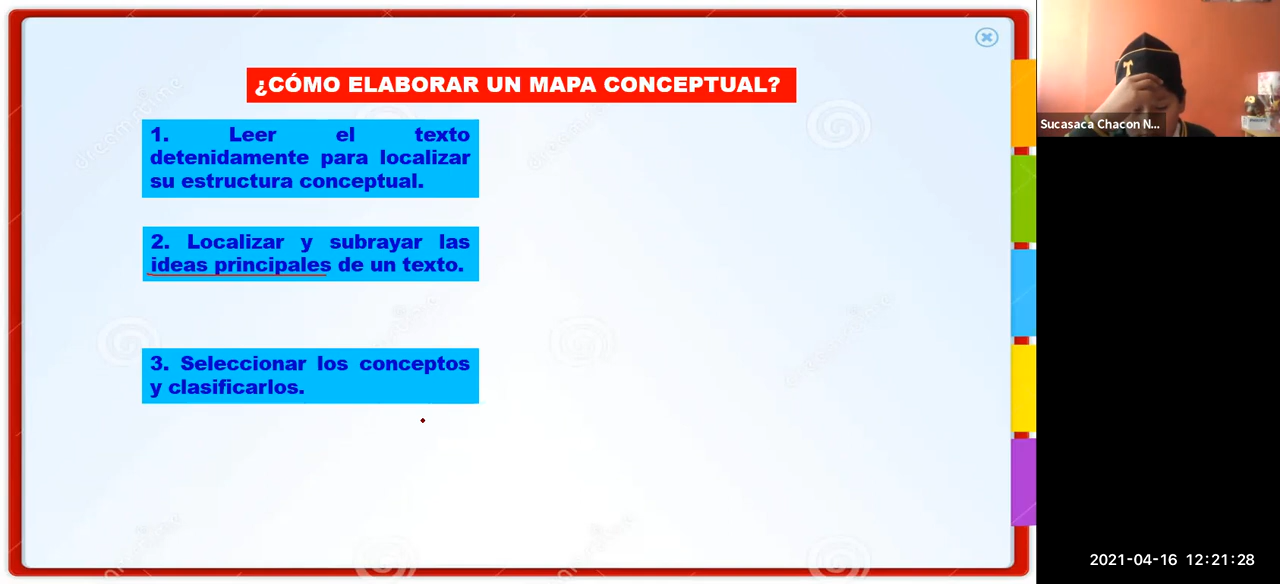 ¿CÓMO ELABORAR UN MAPA CONCEPTUAL?
1. Leer el texto
detenidamente para localizar
su estructura conceptual.
2. Localizar y subrayar las
ideas principales de un texto.
3. Seleccionar los conceptos
y clasificarlos.
Sucasaca Chacon N...
2021-04-16 12:21:28